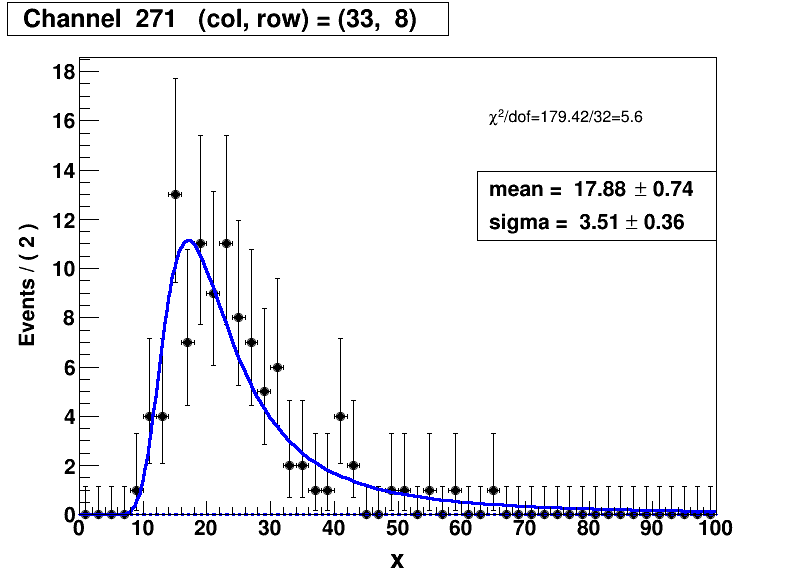 Channel 271 (col, row) = (33, 8)
χ²/dof=179.42/32=5.6
mean = 17.88 ± 0.74
sigma = 3.51 ± 0.36
Events / ( 2 )
18
16
14
12
10
8
6
4
2
0
0 10 20 30 40 50 60 70 80 90 100
x